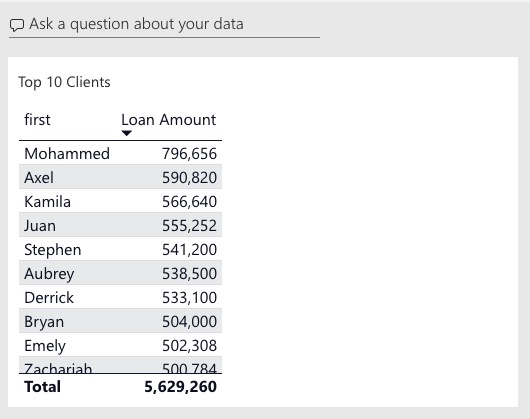 Ask a question about your data
Top 10 Clients
first Loan Amount
Mohammed 796,656
Axel 590,820
Kamila 566,640
Juan 555,252
Stephen 541,200
Aubrey 538,500
Derrick 533,100
Bryan 504,000
Emely 502,308
Zachariah 500,784
Total 5,629,260